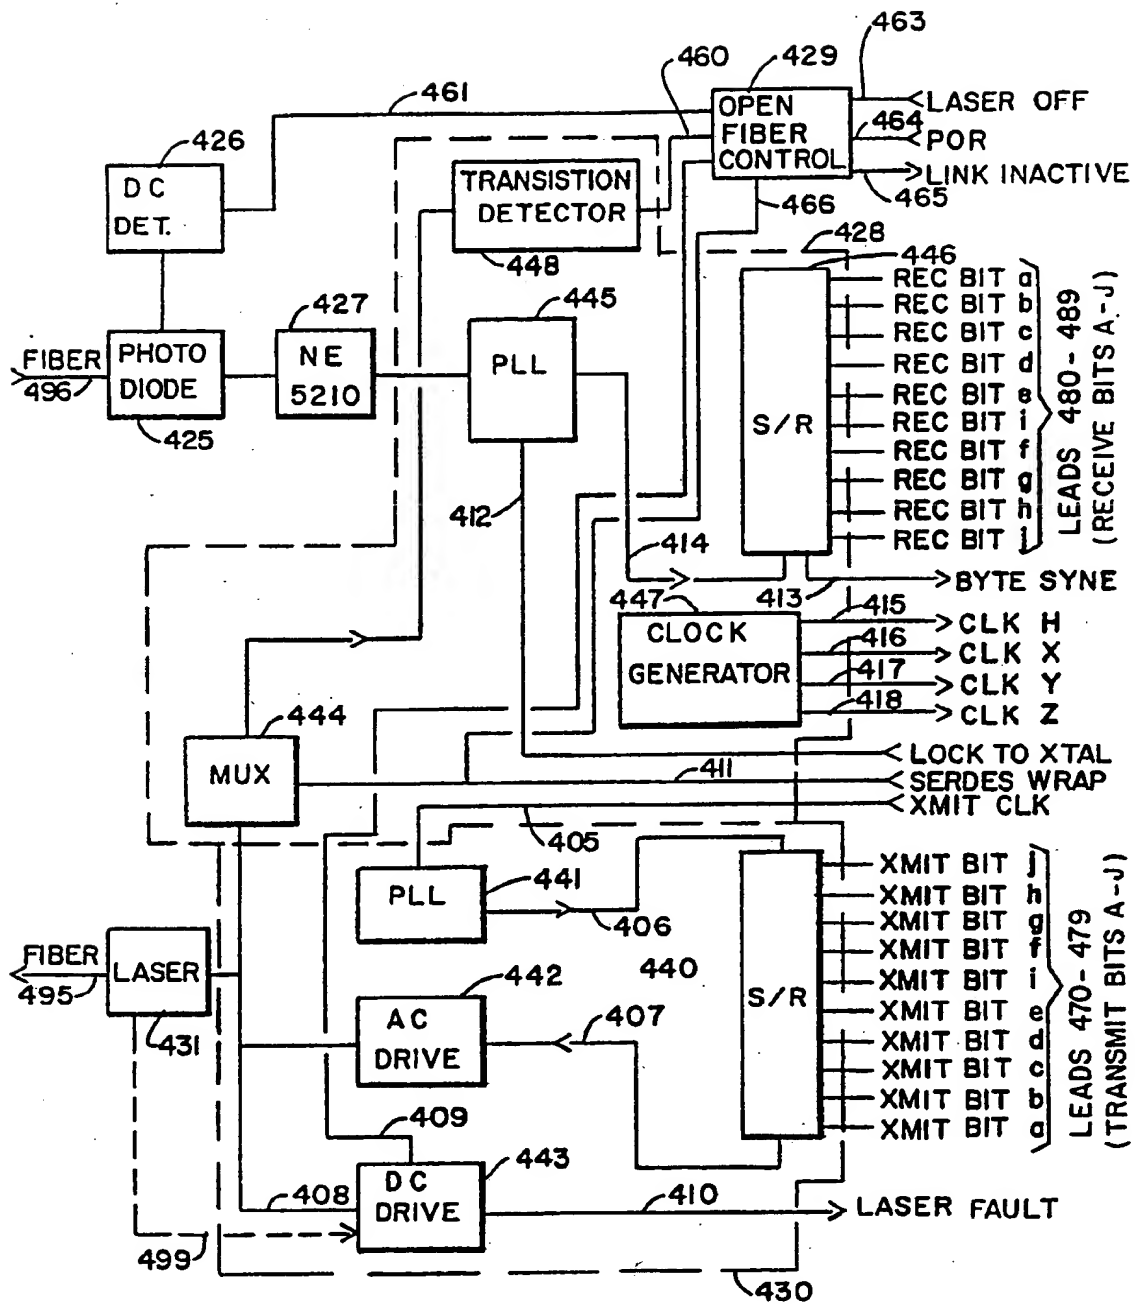 463
460
429
461
OPEN
FIBER
CONTROL
LASER OFF
464
POR
LINK INACTIVE
465
426
DC
DET.
TRANSISTION
DETECTOR
448
466
428
446
REC BIT a
REC BIT b
REC BIT c
REC BIT d
REC BIT e
REC BIT i
REC BIT f
REC BIT g
REC BIT h
REC BIT j
LEADS 480-489
(RECEIVE BITS A-J)
427
445
FIBER
496
PHOTO
DIODE
425
NE
5210
PLL
S/R
412
414
413
BYTE SYNE
447
CLOCK
GENERATOR
415
CLK H
416
CLK X
417
CLK Y
418
CLK Z
444
MUX
LOCK TO XTAL
411
SERDES WRAP
XMIT CLK
405
PLL
441
406
440
S/R
XMIT BIT j
XMIT BIT h
XMIT BIT g
XMIT BIT f
XMIT BIT i
XMIT BIT e
XMIT BIT d
XMIT BIT c
XMIT BIT b
XMIT BIT a
LEADS 470-479
(TRANSMIT BITS A-J)
FIBER
495
LASER
431
442
AC
DRIVE
407
409
443
DC
DRIVE
408
410
LASER FAULT
499
430